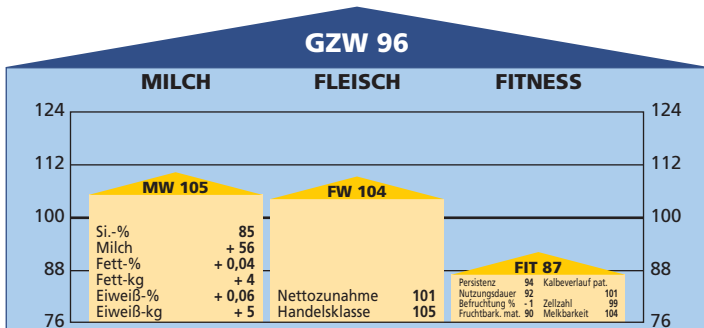 GZW 96
MILCH FLEISCH FITNESS
124 124
112 112
100 100
88 88
76 76
MW 105
Si.-% 85
Milch + 56
Fett-% + 0,04
Fett-kg + 4
Eiweiß-% + 0,06
Eiweiß-kg + 5
FW 104
Nettozunahme 101
Handelsklasse 105
FIT 87
Persistenz 94 Kalbeverlauf pat.
Nutzungsdauer 92 101
Befruchtung % - 1 Zellzahl 99
Fruchtbark. mat. 90 Melkbarkeit 104